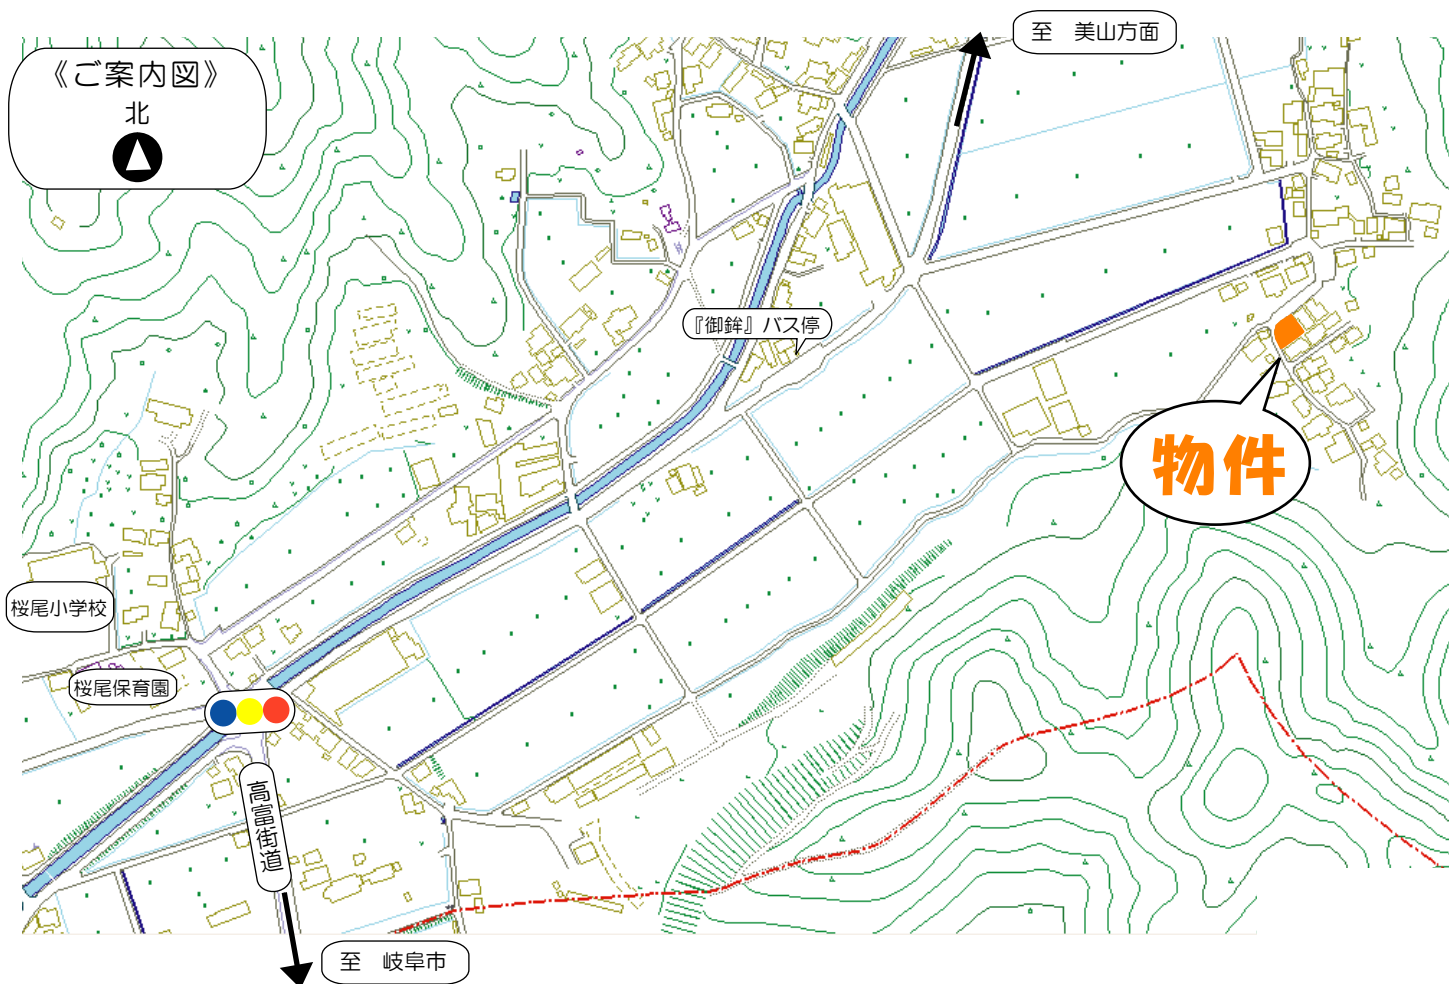 至　美山方面
《ご案内図》
北
『御鉾』バス停
物件
桜尾小学校
桜尾保育園
高富街道
至　岐阜市